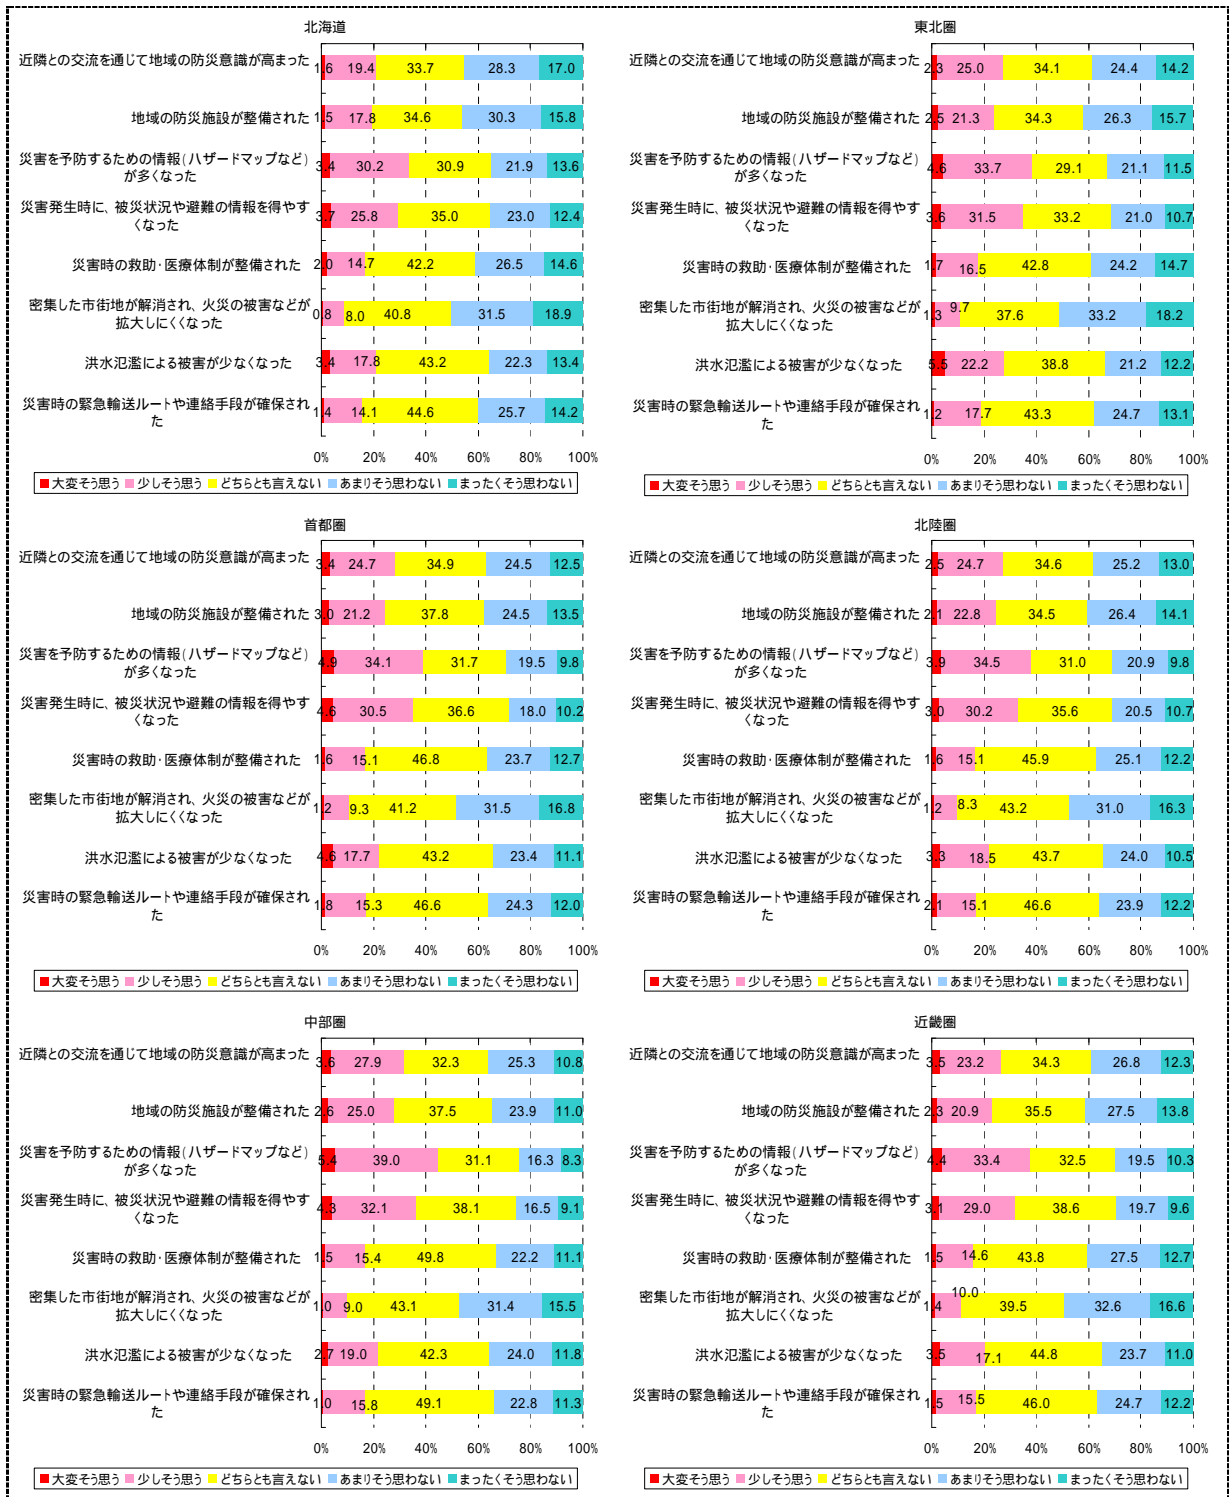 北海道
近隣との交流を通じて地域の防災意識が高まった 1.6 19.4 33.7 28.3 17.0
地域の防災施設が整備された 1.5 17.8 34.6 30.3 15.8
災害を予防するための情報(ハザードマップなど)
が多くなった 3.4 30.2 30.9 21.9 13.6
災害発生時に、被災状況や避難の情報を得やす
くなった 3.7 25.8 35.0 23.0 12.4
災害時の救助・医療体制が整備された 2.0 14.7 42.2 26.5 14.6
密集した市街地が解消され、火災の被害などが
拡大しにくくなった 0.8 8.0 40.8 31.5 18.9
洪水氾濫による被害が少なくなった 3.4 17.8 43.2 22.3 13.4
災害時の緊急輸送ルートや連絡手段が確保され
た 1.4 14.1 44.6 25.7 14.2
0% 20% 40% 60% 80% 100%
大変そう思う 少しそう思う どちらとも言えない あまりそう思わない まったくそう思わない
東北圏
近隣との交流を通じて地域の防災意識が高まった 2.3 25.0 34.1 24.4 14.2
地域の防災施設が整備された 2.5 21.3 34.3 26.3 15.7
災害を予防するための情報(ハザードマップなど)
が多くなった 4.6 33.7 29.1 21.1 11.5
災害発生時に、被災状況や避難の情報を得やす
くなった 3.6 31.5 33.2 21.0 10.7
災害時の救助・医療体制が整備された 1.7 16.5 42.8 24.2 14.7
密集した市街地が解消され、火災の被害などが
拡大しにくくなった 1.3 9.7 37.6 33.2 18.2
洪水氾濫による被害が少なくなった 5.5 22.2 38.8 21.2 12.2
災害時の緊急輸送ルートや連絡手段が確保され
た 1.2 17.7 43.3 24.7 13.1
0% 20% 40% 60% 80% 100%
大変そう思う 少しそう思う どちらとも言えない あまりそう思わない まったくそう思わない
首都圏
近隣との交流を通じて地域の防災意識が高まった 3.4 24.7 34.9 24.5 12.5
地域の防災施設が整備された 3.0 21.2 37.8 24.5 13.5
災害を予防するための情報(ハザードマップなど)
が多くなった 4.9 34.1 31.7 19.5 9.8
災害発生時に、被災状況や避難の情報を得やす
くなった 4.6 30.5 36.6 18.0 10.2
災害時の救助・医療体制が整備された 1.6 15.1 46.8 23.7 12.7
密集した市街地が解消され、火災の被害などが
拡大しにくくなった 1.2 9.3 41.2 31.5 16.8
洪水氾濫による被害が少なくなった 4.6 17.7 43.2 23.4 11.1
災害時の緊急輸送ルートや連絡手段が確保され
た 1.8 15.3 46.6 24.3 12.0
0% 20% 40% 60% 80% 100%
大変そう思う 少しそう思う どちらとも言えない あまりそう思わない まったくそう思わない
北陸圏
近隣との交流を通じて地域の防災意識が高まった 2.5 24.7 34.6 25.2 13.0
地域の防災施設が整備された 2.1 22.8 34.5 26.4 14.1
災害を予防するための情報(ハザードマップなど)
が多くなった 3.9 34.5 31.0 20.9 9.8
災害発生時に、被災状況や避難の情報を得やす
くなった 3.0 30.2 35.6 20.5 10.7
災害時の救助・医療体制が整備された 1.6 15.1 45.9 25.1 12.2
密集した市街地が解消され、火災の被害などが
拡大しにくくなった 1.2 8.3 43.2 31.0 16.3
洪水氾濫による被害が少なくなった 3.3 18.5 43.7 24.0 10.5
災害時の緊急輸送ルートや連絡手段が確保され
た 2.1 15.1 46.6 23.9 12.2
0% 20% 40% 60% 80% 100%
大変そう思う 少しそう思う どちらとも言えない あまりそう思わない まったくそう思わない
中部圏
近隣との交流を通じて地域の防災意識が高まった 3.6 27.9 32.3 25.3 10.8
地域の防災施設が整備された 2.6 25.0 37.5 23.9 11.0
災害を予防するための情報(ハザードマップなど)
が多くなった 5.4 39.0 31.1 16.3 8.3
災害発生時に、被災状況や避難の情報を得やす
くなった 4.3 32.1 38.1 16.5 9.1
災害時の救助・医療体制が整備された 1.5 15.4 49.8 22.2 11.1
密集した市街地が解消され、火災の被害などが
拡大しにくくなった 1.0 9.0 43.1 31.4 15.5
洪水氾濫による被害が少なくなった 2.7 19.0 42.3 24.0 11.8
災害時の緊急輸送ルートや連絡手段が確保され
た 1.0 15.8 49.1 22.8 11.3
0% 20% 40% 60% 80% 100%
大変そう思う 少しそう思う どちらとも言えない あまりそう思わない まったくそう思わない
近畿圏
近隣との交流を通じて地域の防災意識が高まった 3.5 23.2 34.3 26.8 12.3
地域の防災施設が整備された 2.3 20.9 35.5 27.5 13.8
災害を予防するための情報(ハザードマップなど)
が多くなった 4.4 33.4 32.5 19.5 10.3
災害発生時に、被災状況や避難の情報を得やす
くなった 3.1 29.0 38.6 19.7 9.6
災害時の救助・医療体制が整備された 1.5 14.6 43.8 27.5 12.7
密集した市街地が解消され、火災の被害などが
拡大しにくくなった 1.4 10.0 39.5 32.6 16.6
洪水氾濫による被害が少なくなった 3.5 17.1 44.8 23.7 11.0
災害時の緊急輸送ルートや連絡手段が確保され
た 1.5 15.5 46.0 24.7 12.2
0% 20% 40% 60% 80% 100%
大変そう思う 少しそう思う どちらとも言えない あまりそう思わない まったくそう思わない